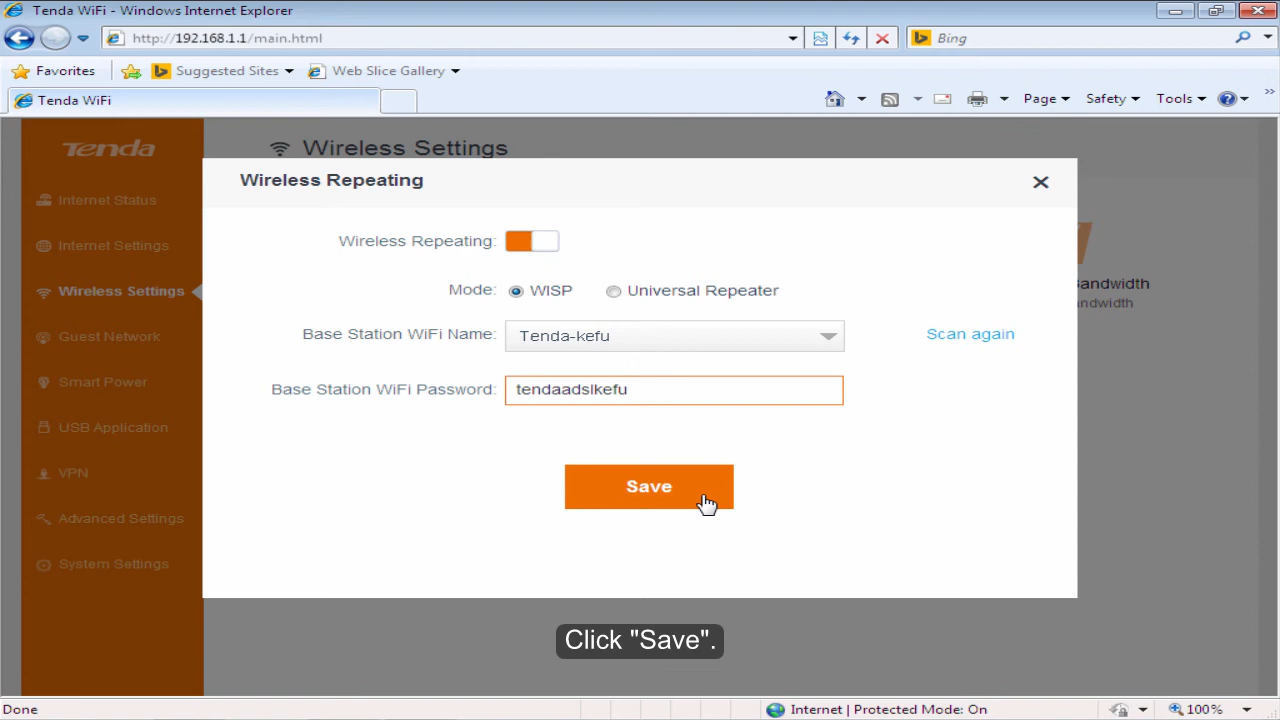 Tenda WiFi - Windows Internet Explorer
http://192.168.1.1/main.html
Bing
Favorites
Suggested Sites
Web Slice Gallery
Tenda WiFi
Page
Safety
Tools
Tenda
Wireless Settings
Internet Status
Internet Settings
Wireless Settings
Guest Network
Smart Power
USB Application
VPN
Advanced Settings
System Settings
Wireless Repeating
Wireless Repeating:
Mode: WISP Universal Repeater
Base Station WiFi Name: Tenda-kefu Scan again
Base Station WiFi Password: tendaadslkefu
Save
Click "Save".
Done
Internet | Protected Mode: On
100%